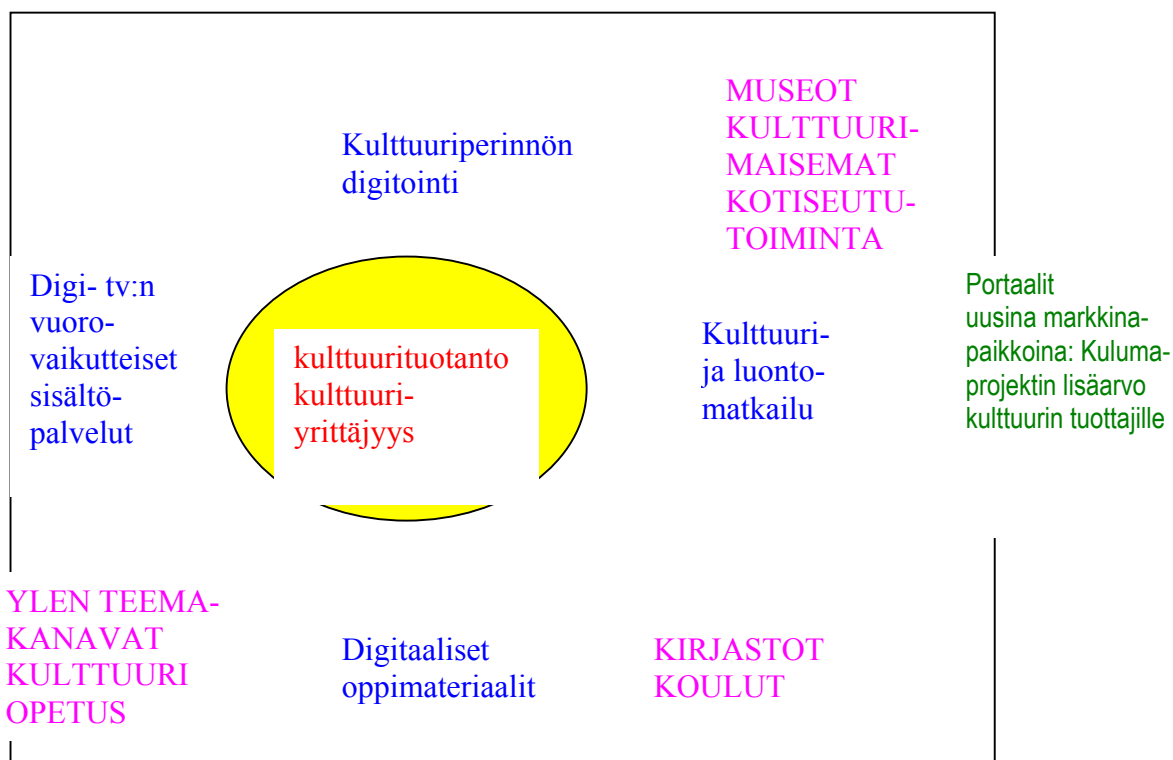 MUSEOT
KULTTUURI-
MAISEMAT
KOTISEUTU-
TOIMINTA
Kulttuuriperinnön
digitointi
Digi- tv:n
vuoro-
vaikutteiset
sisältö-
palvelut
kulttuurituotanto
kulttuuri-
yrittäjyys
Kulttuuri-
ja luonto-
matkailu
Portaalit
uusina markkina-
paikkoina: Kuluma-
projektin lisäarvo
kulttuurin tuottajille
YLEN TEEMA-
KANAVAT
KULTTUURI
OPETUS
Digitaaliset
oppimateriaalit
KIRJASTOT
KOULUT